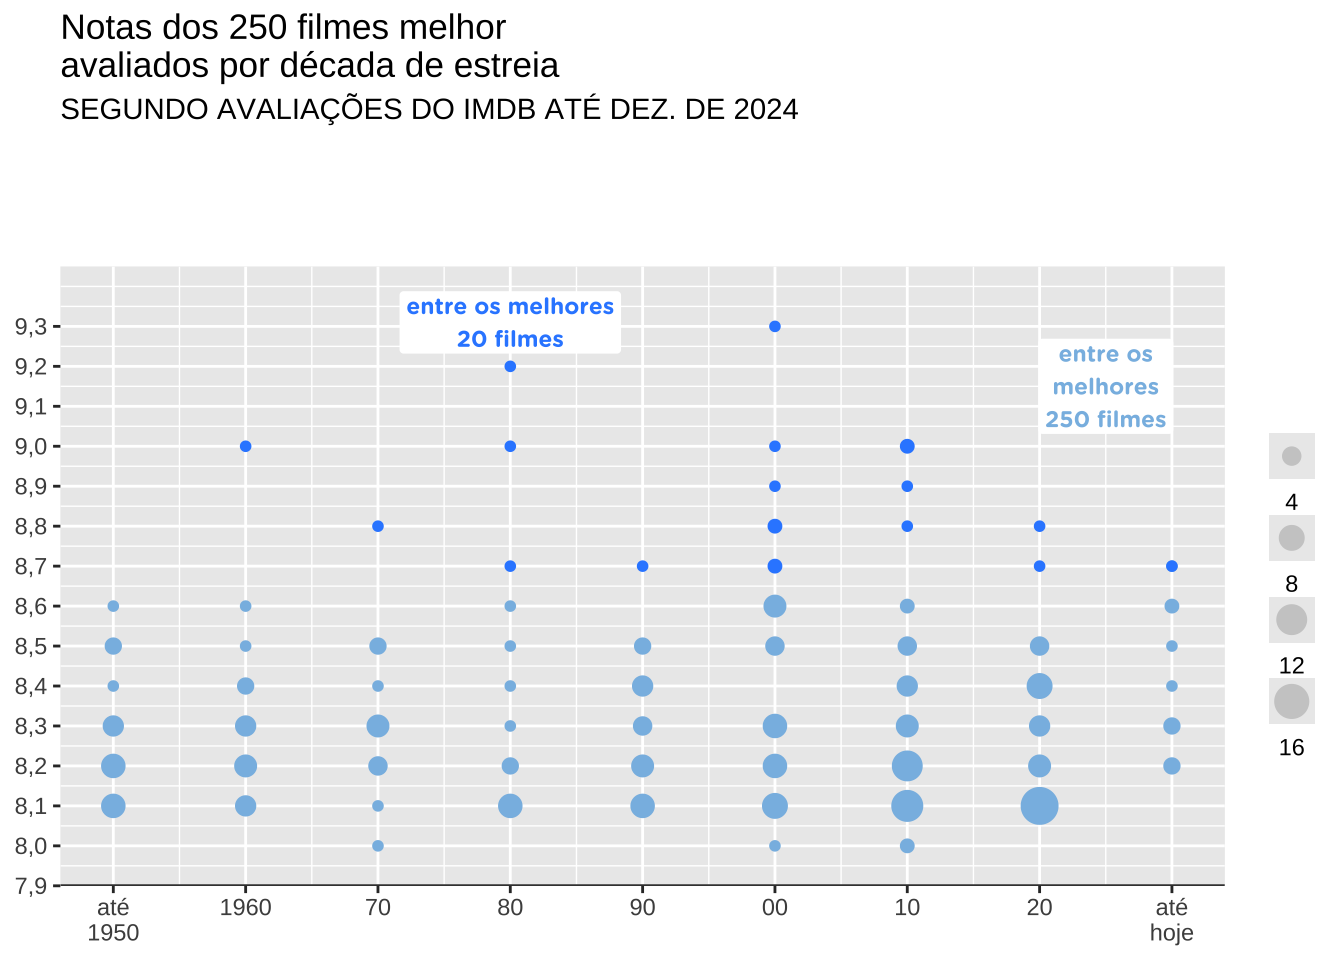 Notas dos 250 filmes melhor
avaliados por década de estreia
SEGUNDO AVALIAÇÕES DO IMDB ATÉ DEZ. DE 2024
entre os melhores
20 filmes
entre os
melhores
250 filmes
9,3
9,2
9,1
9,0
8,9
8,8
8,7
8,6
8,5
8,4
8,3
8,2
8,1
8,0
7,9
até
1950
1960
70
80
90
00
10
20
até
hoje
4
8
12
16